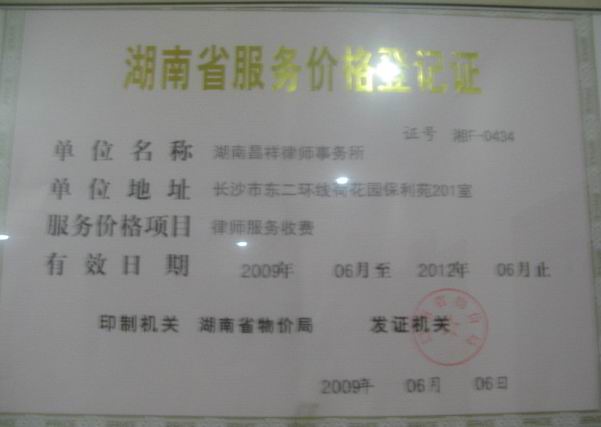 湖南省服务价格登记证
证号 湘F-0434
单位名称 湖南昌祥律师事务所
单位地址 长沙市东二环线荷花园保利苑201室
服务价格项目 律师服务收费
有效日期 2009年 06月至 2012年 06月止
印制机关 湖南省物价局 发证机关
2009年 06月 06日